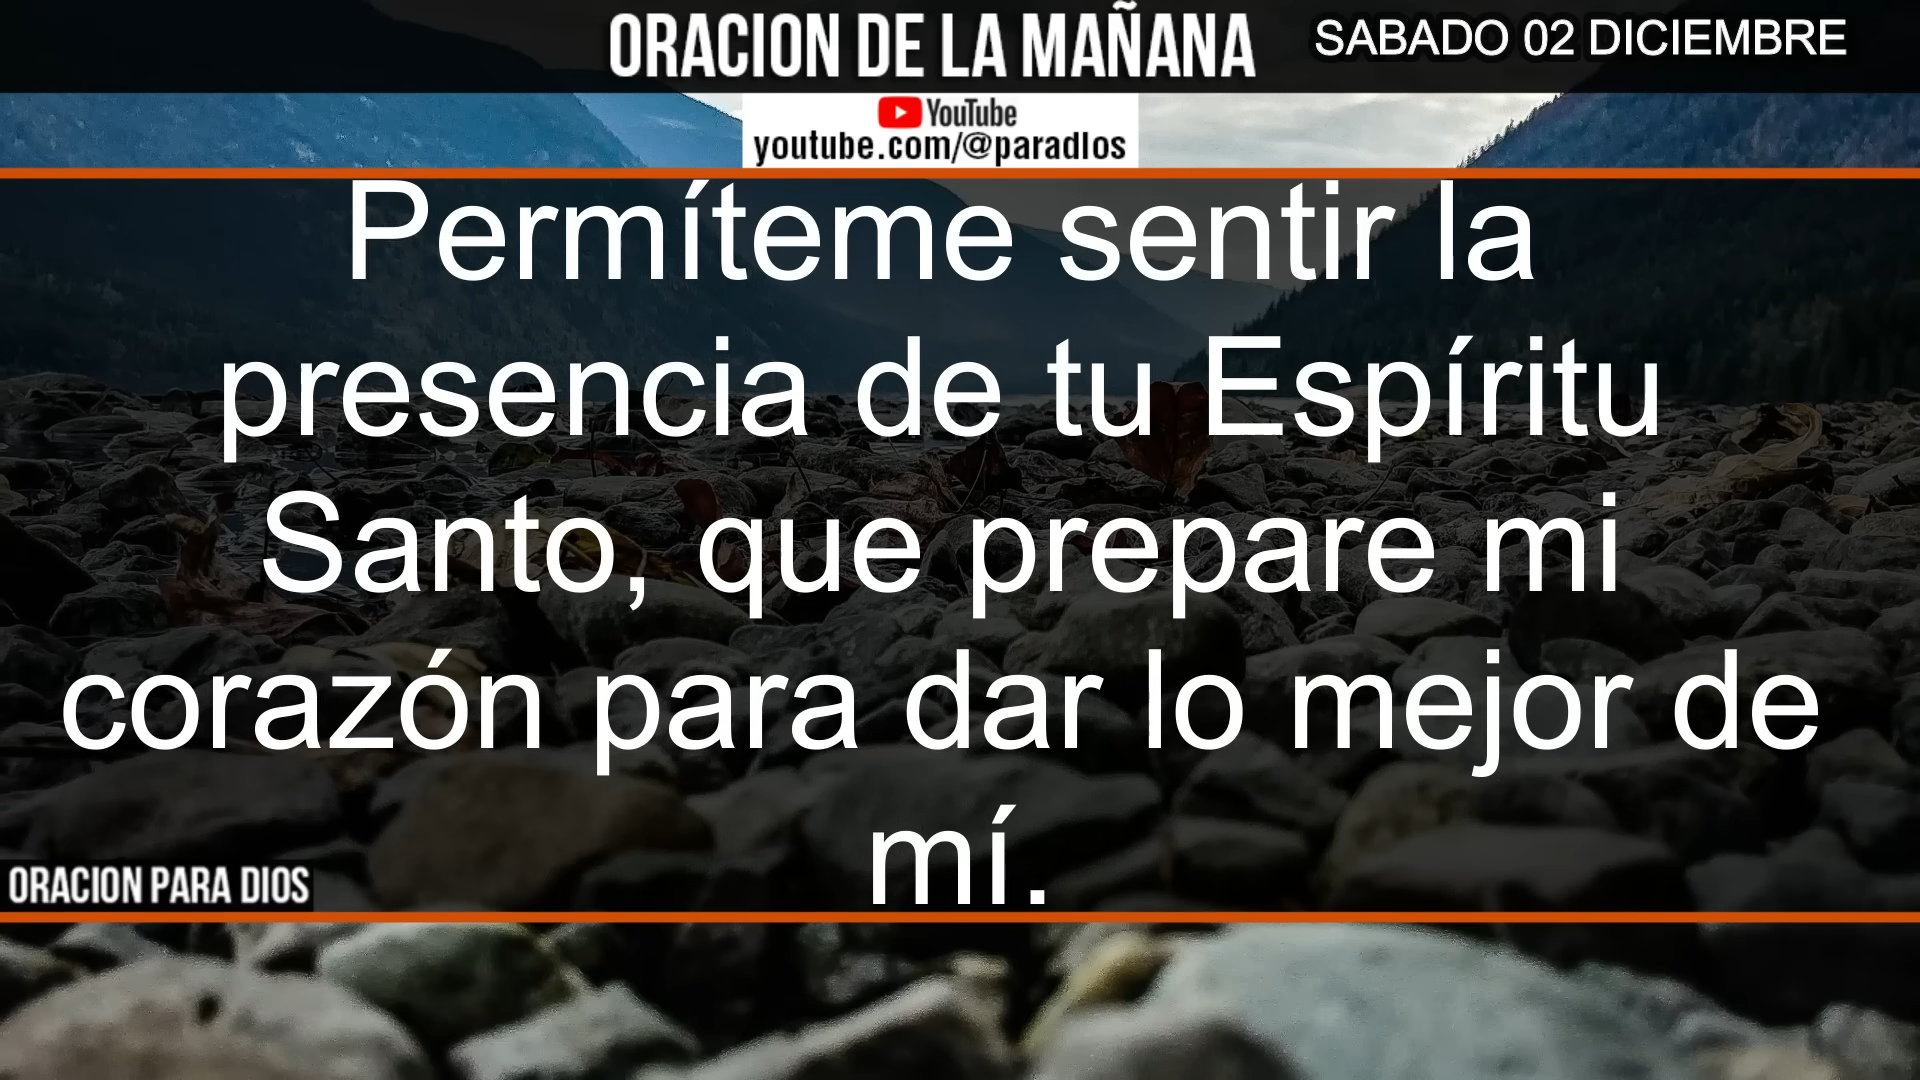 ORACION DE LA MAÑANA
SABADO 02 DICIEMBRE
YouTube
youtube.com/@paradIos
Permíteme sentir la
presencia de tu Espíritu
Santo, que prepare mi
corazón para dar lo mejor de
mí.
ORACION PARA DIOS